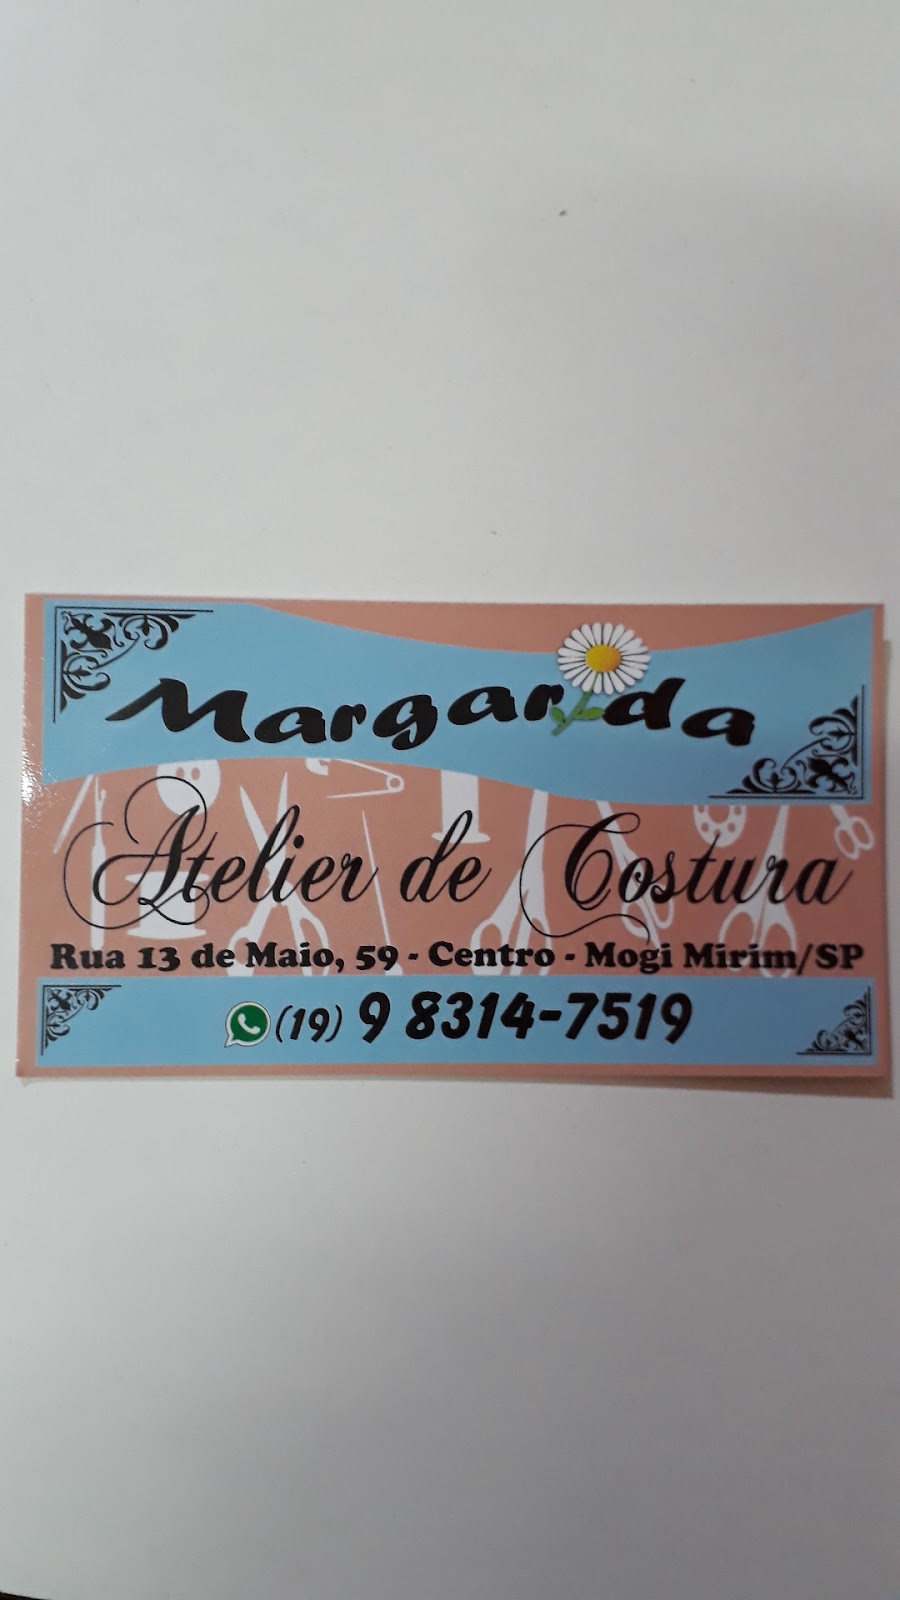 Margarida
Atelier de Costura
Rua 13 de Maio, 59 - Centro - Mogi Mirim/SP
(19) 9 8314-7519